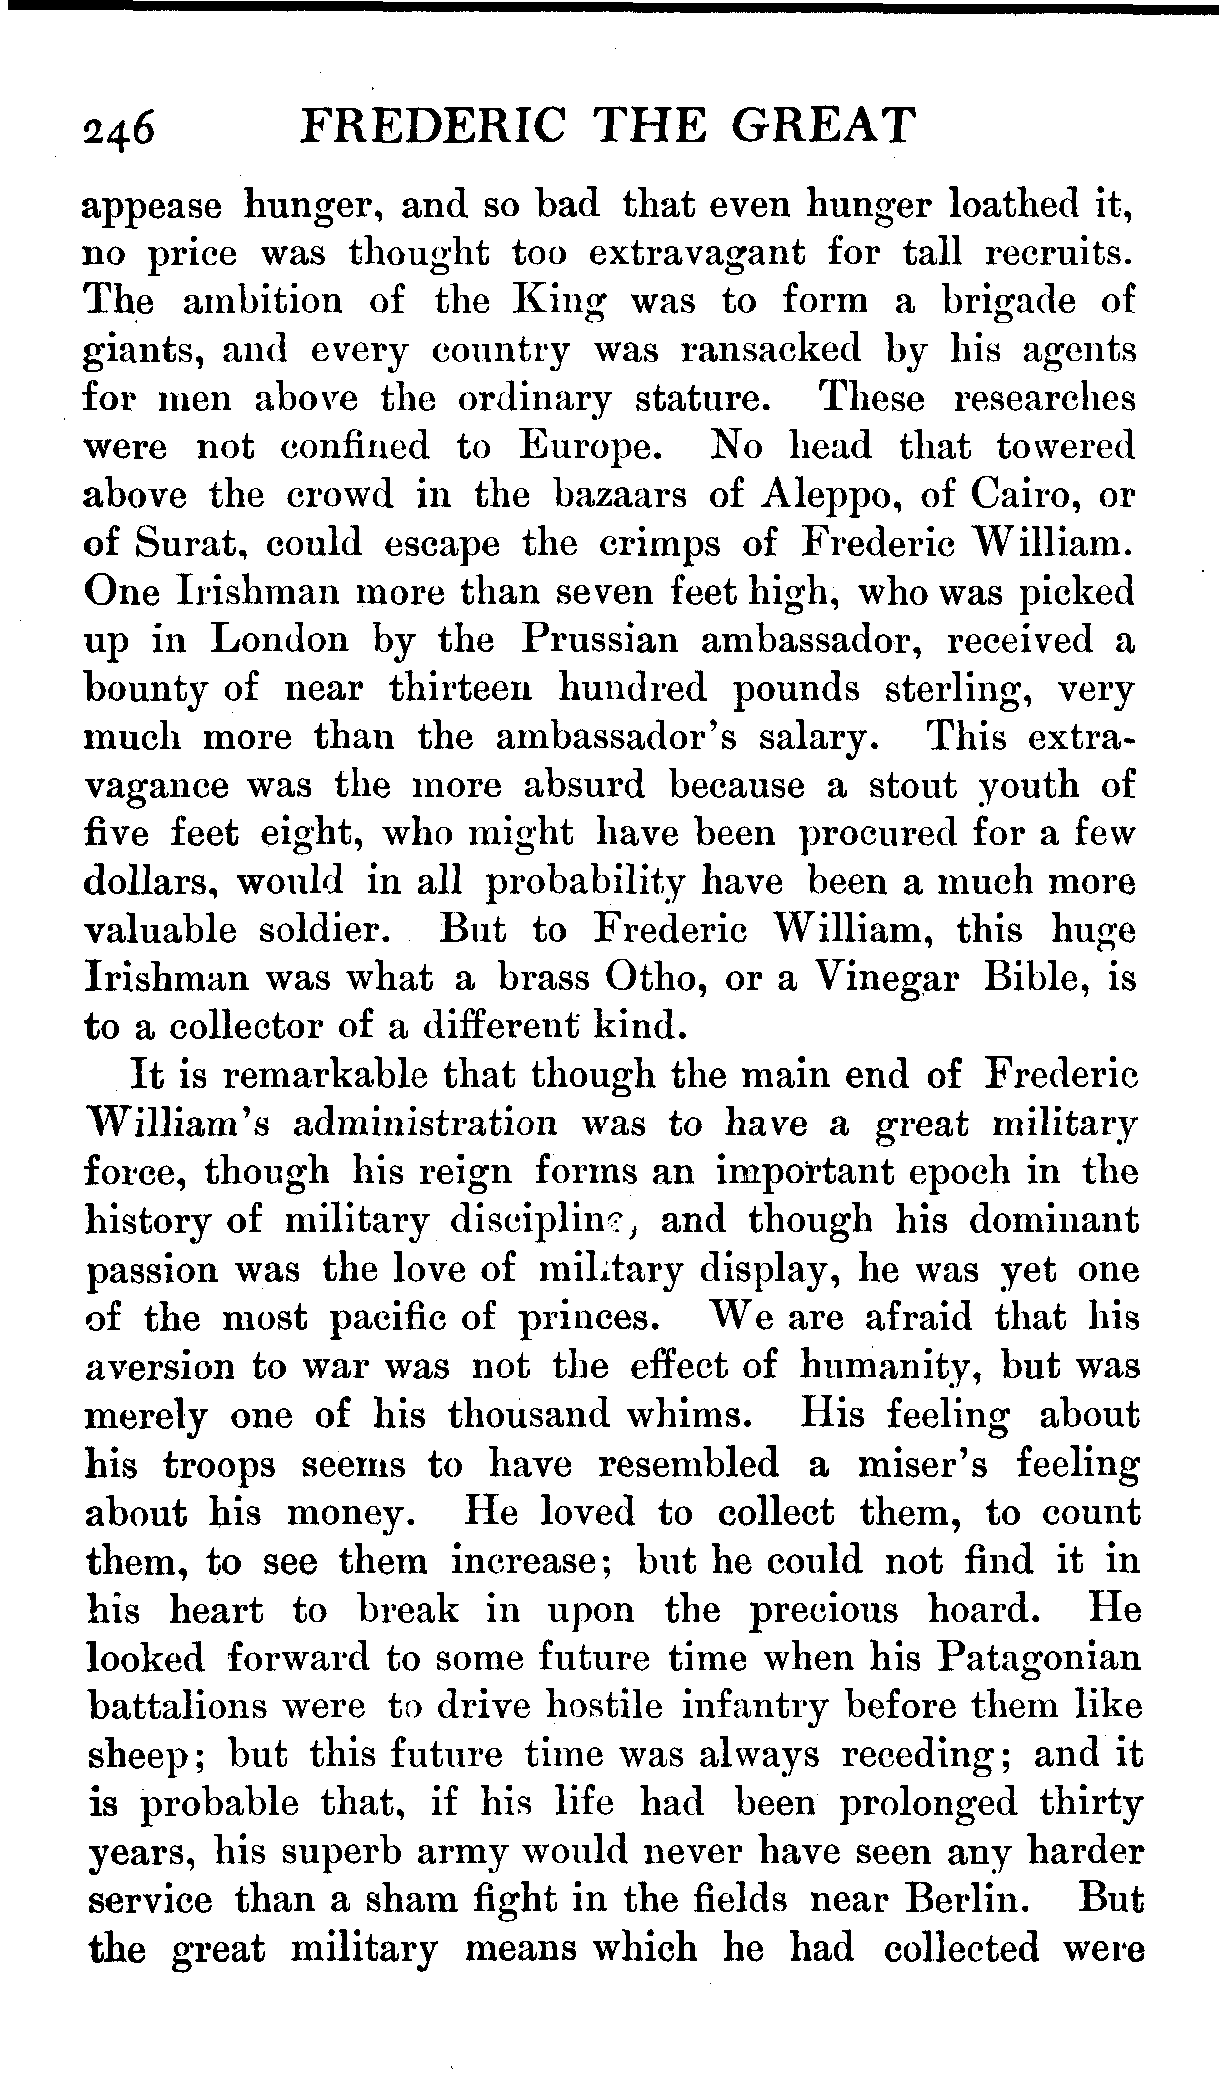 246 FREDERIC THE GREAT
appease hunger, and so bad that even hunger loathed it,
no price was thought too extravagant for tall recruits.
The ambition of the King was to form a brigade of
giants, and every country was ransacked by his agents
for men above the ordinary stature. These researches
were not confined to Europe. No head that towered
above the crowd in the bazaars of Aleppo, of Cairo, or
of Surat, could escape the crimps of Frederic William.
One Irishman more than seven feet high, who was picked
up in London by the Prussian ambassador, received a
bounty of near thirteen hundred pounds sterling, very
much more than the ambassador's salary. This extra-
vagance was the more absurd because a stout youth of
five feet eight, who might have been procured for a few
dollars, would in all probability have been a much more
valuable soldier. But to Frederic William, this huge
Irishman was what a brass Otho, or a Vinegar Bible, is
to a collector of a different kind.
It is remarkable that though the main end of Frederic
William's administration was to have a great military
force, though his reign forms an important epoch in the
history of military discipline, and though his dominant
passion was the love of military display, he was yet one
of the most pacific of princes. We are afraid that his
aversion to war was not the effect of humanity, but was
merely one of his thousand whims. His feeling about
his troops seems to have resembled a miser's feeling
about his money. He loved to collect them, to count
them, to see them increase; but he could not find it in
his heart to break in upon the precious hoard. He
looked forward to some future time when his Patagonian
battalions were to drive hostile infantry before them like
sheep; but this future time was always receding; and it
is probable that, if his life had been prolonged thirty
years, his superb army would never have seen any harder
service than a sham fight in the fields near Berlin. But
the great military means which he had collected were